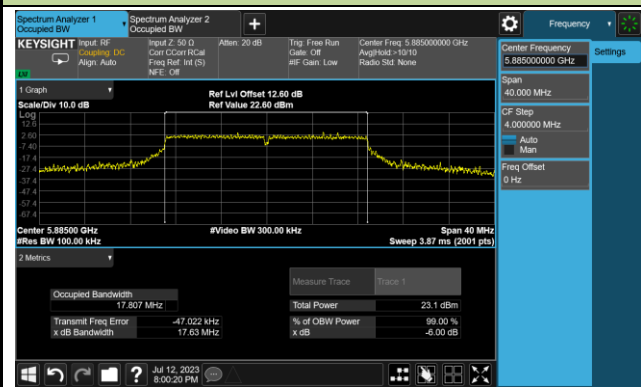 Spectrum Analyzer 1
Occupied BW
Spectrum Analyzer 2
Occupied BW
+
Frequency
KEYSIGHT
Input: RF
Coupling: DC
Align: Auto
Input Z: 50 Ω
Corr CCorr RCal
Freq Ref: Int (S)
NFE: Off
Atten: 20 dB
Trig: Free Run
Gate: Off
#IF Gain: Low
Center Freq: 5.885000000 GHz
Avg|Hold:>10/10
Radio Std: None
Center Frequency
5.885000000 GHz
Settings
Span
40.000 MHz
CF Step
4.000000 MHz
Auto
Man
Freq Offset
0 Hz
1 Graph
Scale/Div 10.0 dB
Ref Lvl Offset 12.60 dB
Ref Value 22.60 dBm
Log
12.6
2.60
-7.40
-17.4
-27.4
-37.4
-47.4
-57.4
-67.4
Center 5.88500 GHz
#Res BW 100.00 kHz
#Video BW 300.00 kHz
Span 40 MHz
Sweep 3.87 ms (2001 pts)
2 Metrics
Measure Trace
Trace 1
Occupied Bandwidth
17.807 MHz
Total Power
23.1 dBm
Transmit Freq Error
-47.022 kHz
% of OBW Power
99.00 %
x dB Bandwidth
17.63 MHz
x dB
-6.00 dB
?
Jul 12, 2023
8:00:20 PM